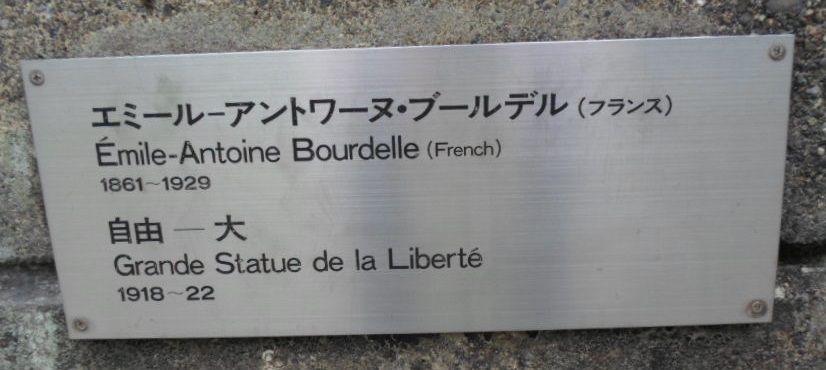 エミール−アントワーヌ・ブールデル（フランス）
Émile-Antoine Bourdelle (French)
1861~1929
自由 — 大
Grande Statue de la Liberté
1918~22